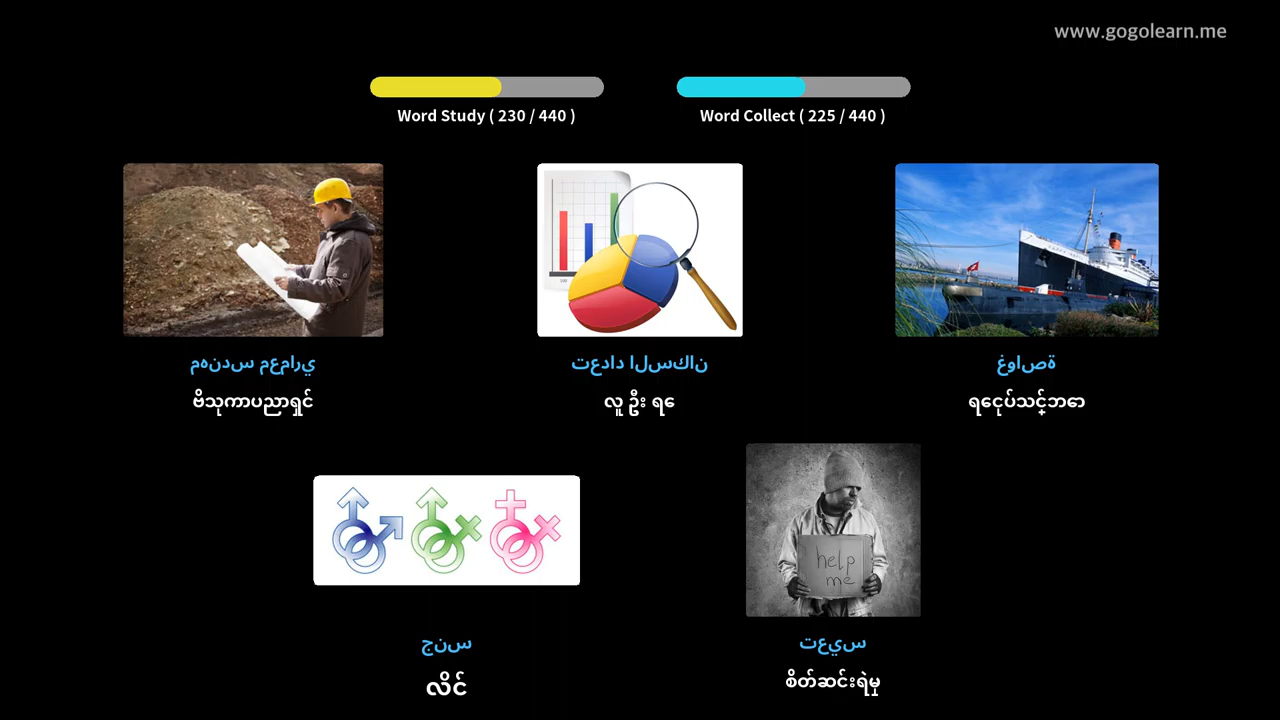 www.gogolearn.me
Word Study ( 230 / 440 )
Word Collect ( 225 / 440 )
مهندس معماري
تعداد السكان
غواصة
ဗိသုကာပညာရှင်
လူ ဦး ရေ
ရေငုပ်သင်္ဘော
help
me
جنس
تعيس
လိင်
စိတ်ဆင်းရဲမှု